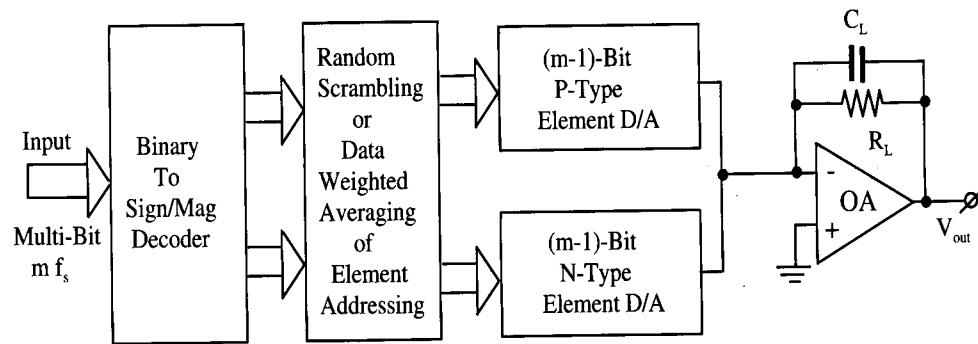 Input
Multi-Bit
m f_s
Binary
To
Sign/Mag
Decoder
Random
Scrambling
or
Data
Weighted
Averaging
of
Element
Addressing
(m-1)-Bit
P-Type
Element D/A
(m-1)-Bit
N-Type
Element D/A
C_L
R_L
-
OA
+
V_out